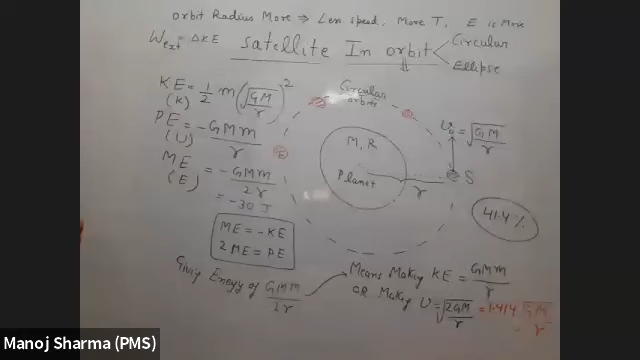 orbit Radius More ⇒ Less speed, More T, E is More
W_ext = ΔKE
Satellite In orbit
Circular
Ellipse
KE = 1/2 m (√(GM/r))²
(K)
PE = -GMm/r
(U)
ME = -GMm/2r
(E)
= -30 J
ME = -KE
2ME = PE
Circular orbits
M, R
Planet
r
v₀ = √(GM/r)
S
41.4%
Giving Energy of GMm/2r
Means Making KE = GMm/r
OR Making v = √(2GM/r) = 1.414 √(GM/r)
Manoj Sharma (PMS)